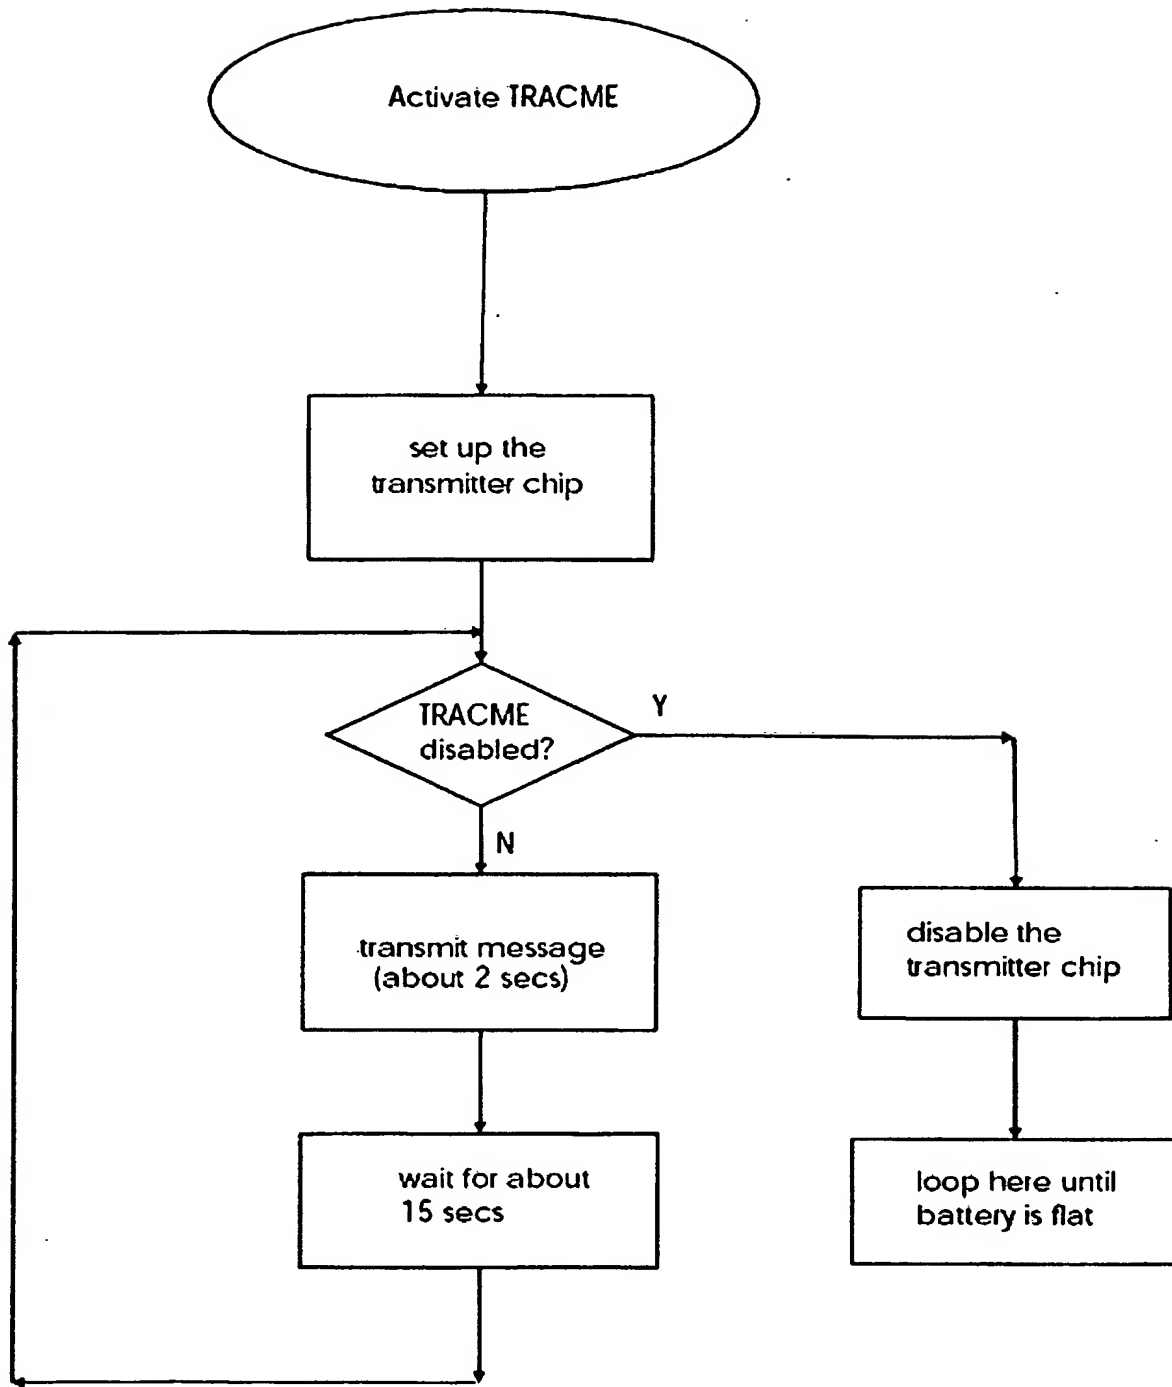 Activate TRACME
set up the
transmitter chip
TRACME
disabled?
Y
N
transmit message
(about 2 secs)
disable the
transmitter chip
wait for about
15 secs
loop here until
battery is flat